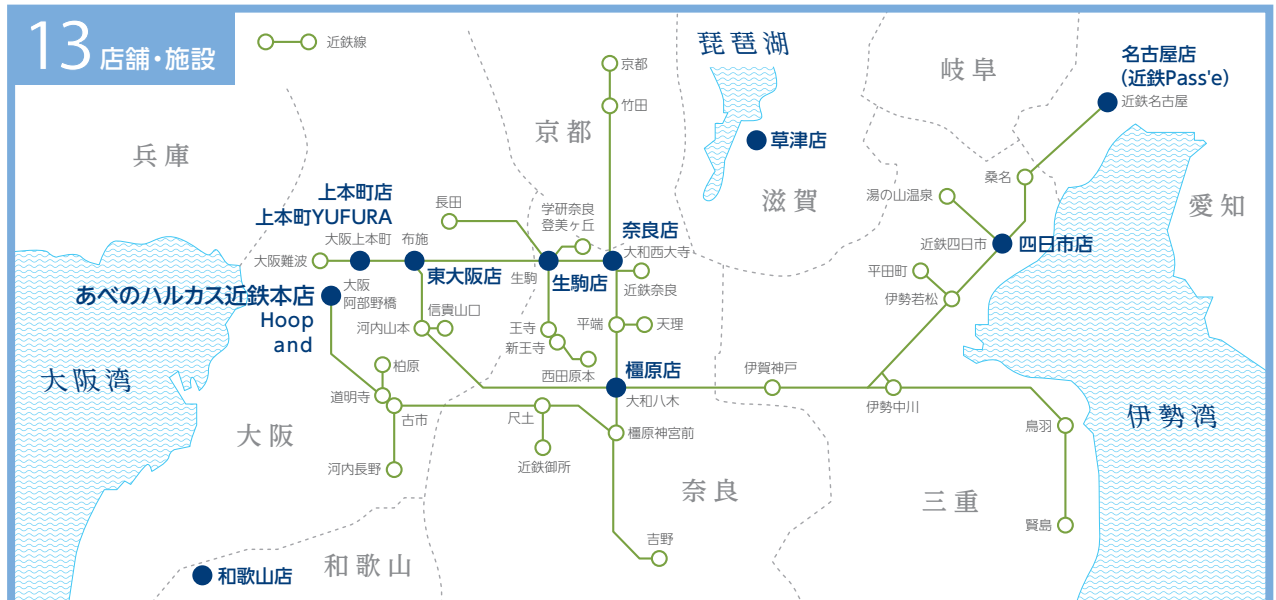 13 店舗・施設
近鉄線
兵庫
京都
琵琶湖
滋賀
岐阜
愛知
大阪湾
大阪
和歌山
奈良
三重
伊勢湾
名古屋店
(近鉄Pass'e)
近鉄名古屋
草津店
京都
竹田
桑名
湯の山温泉
近鉄四日市
四日市店
平田町
伊勢若松
上本町店
上本町YUFURA
大阪上本町
布施
大阪難波
長田
学研奈良
登美ヶ丘
奈良店
大和西大寺
近鉄奈良
東大阪店
生駒
生駒店
あべのハルカス近鉄本店
Hoop
and
大阪
阿部野橋
信貴山口
河内山本
王寺
新王寺
西田原本
平端
天理
橿原店
大和八木
伊賀神戸
伊勢中川
鳥羽
賢島
柏原
道明寺
古市
河内長野
尺土
近鉄御所
橿原神宮前
吉野
和歌山店